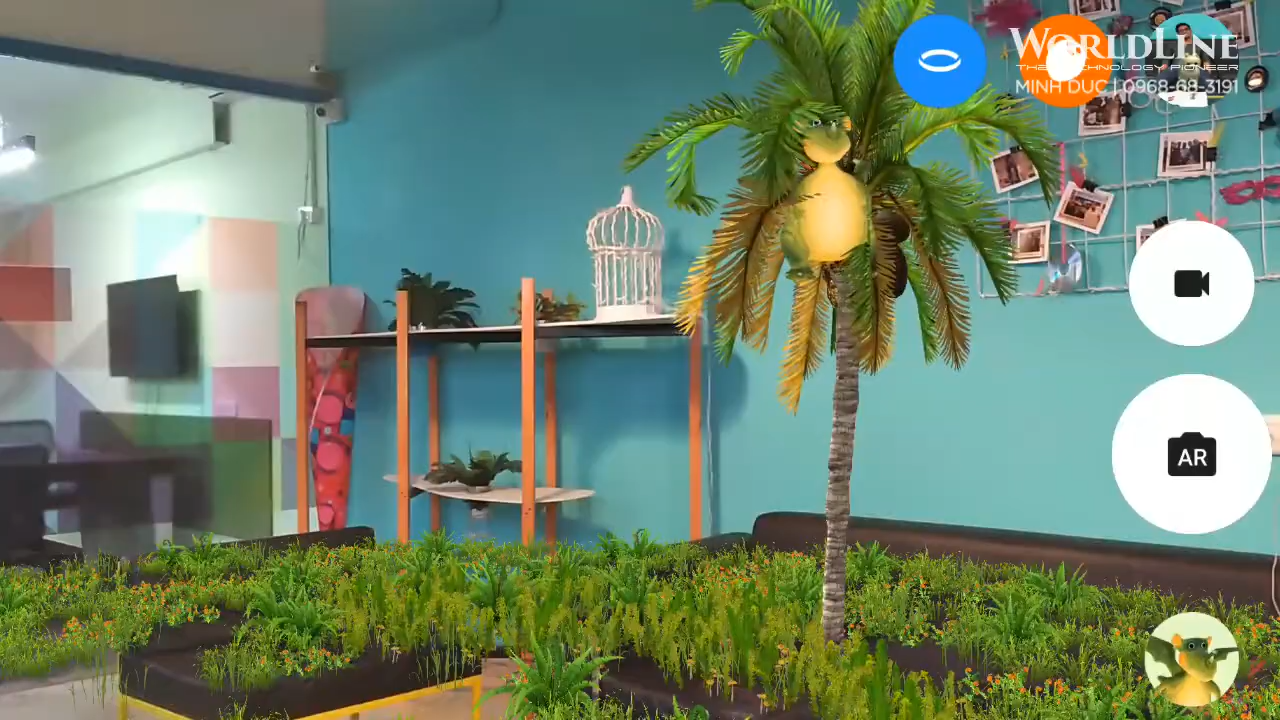 WORLDLINE
THE TECHNOLOGY PIONEER
MINH DUC | 0968-68-3191
AR